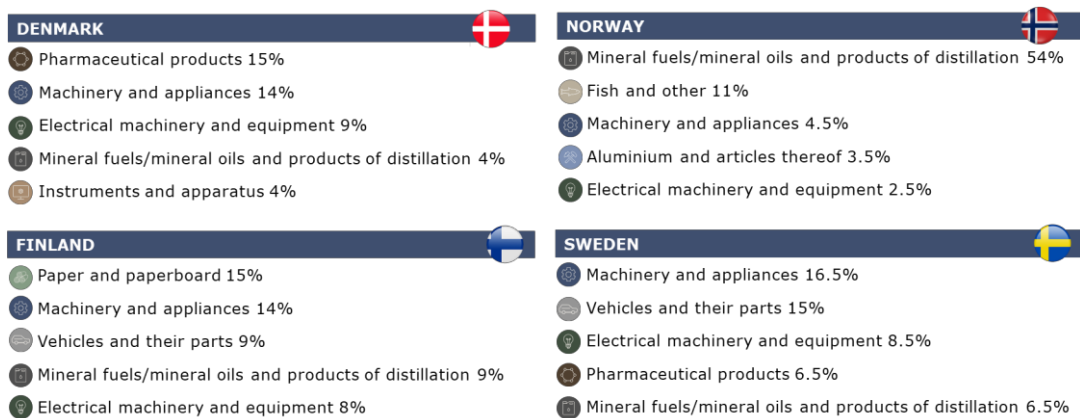 DENMARK
Pharmaceutical products 15%
Machinery and appliances 14%
Electrical machinery and equipment 9%
Mineral fuels/mineral oils and products of distillation 4%
Instruments and apparatus 4%
NORWAY
Mineral fuels/mineral oils and products of distillation 54%
Fish and other 11%
Machinery and appliances 4.5%
Aluminium and articles thereof 3.5%
Electrical machinery and equipment 2.5%
FINLAND
Paper and paperboard 15%
Machinery and appliances 14%
Vehicles and their parts 9%
Mineral fuels/mineral oils and products of distillation 9%
Electrical machinery and equipment 8%
SWEDEN
Machinery and appliances 16.5%
Vehicles and their parts 15%
Electrical machinery and equipment 8.5%
Pharmaceutical products 6.5%
Mineral fuels/mineral oils and products of distillation 6.5%